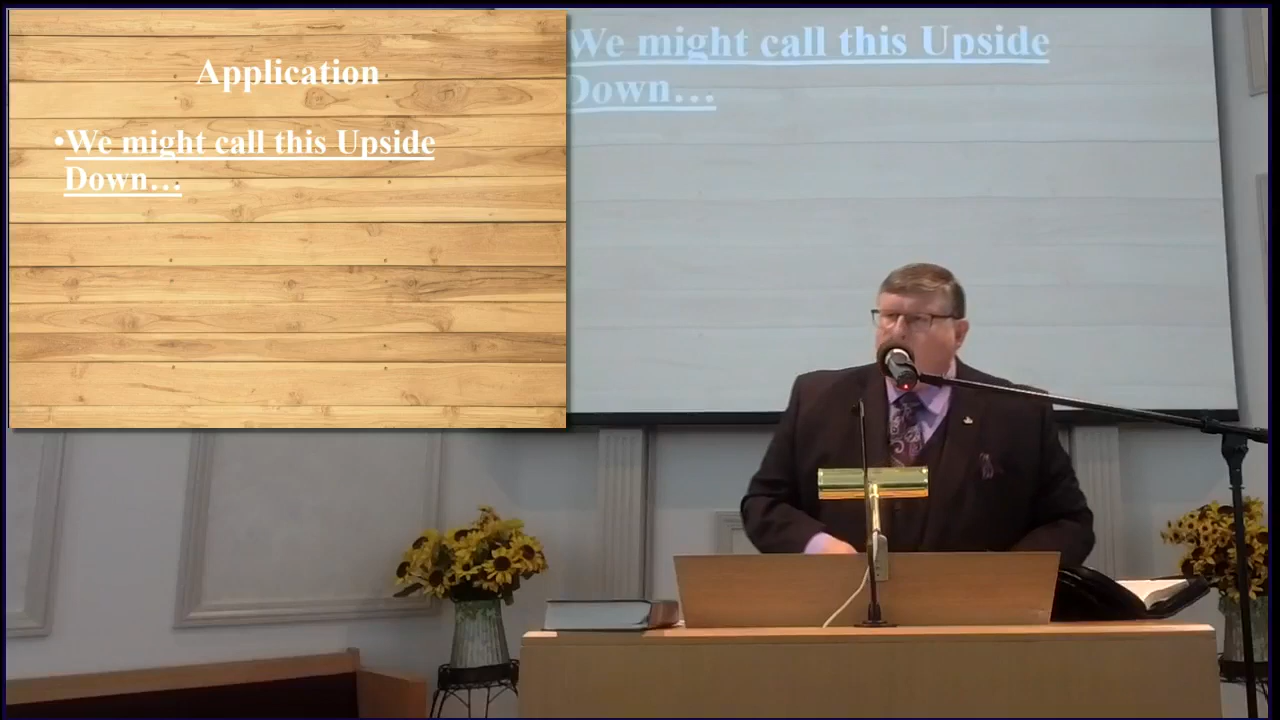 Application
•We might call this Upside
Down…
We might call this Upside
Down…